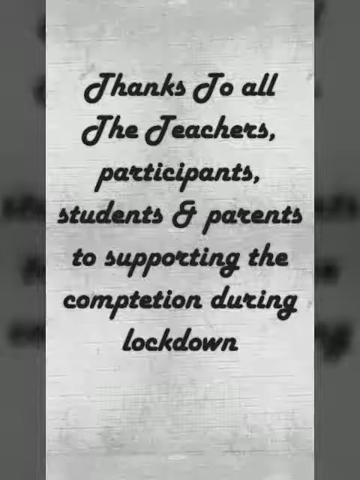 Thanks To all
The Teachers,
participants,
students & parents
to supporting the
comptetion during
lockdown